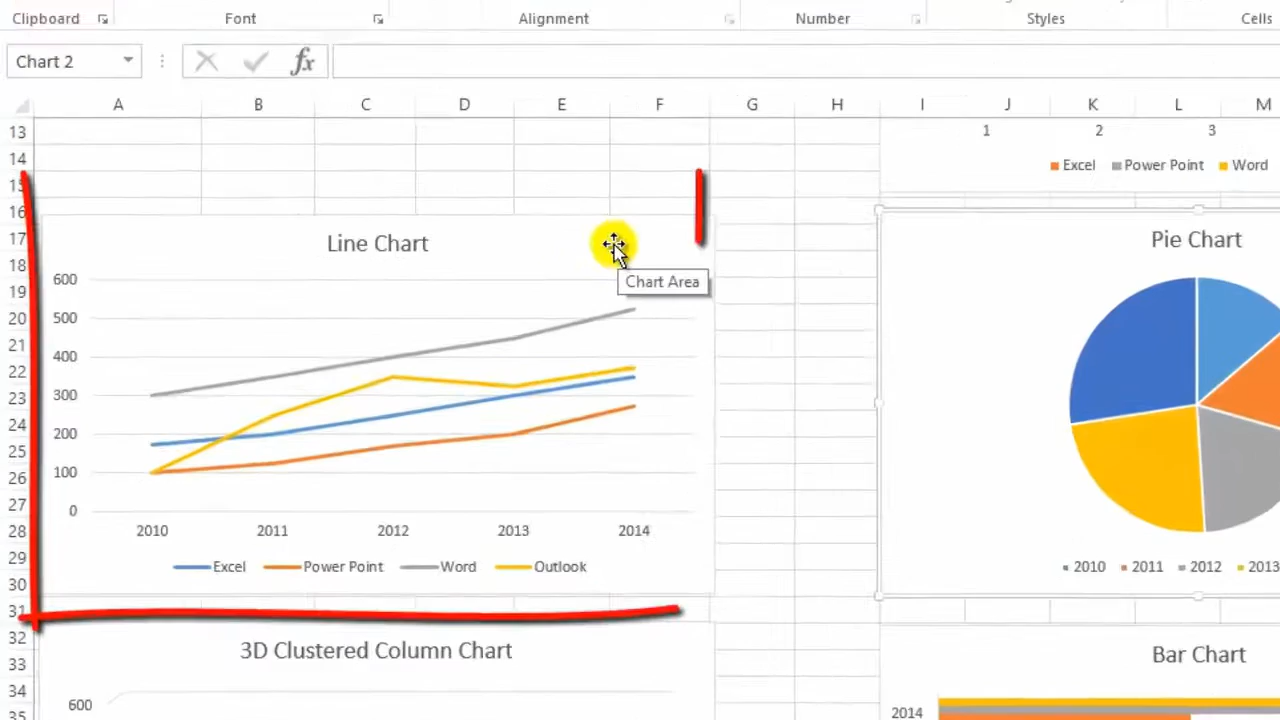 Clipboard Font Alignment Number Styles Cells
Chart 2 fx
A B C D E F G H I J K L M
13 1 2 3
14
15 Excel Power Point Word
16
17 Line Chart Pie Chart
18
600 Chart Area
19
20 500
21
400
22
23 300
24
200
25
26 100
27
0
28 2010 2011 2012 2013 2014
29
Excel Power Point Word Outlook 2010 2011 2012 2013
30
31
32 3D Clustered Column Chart Bar Chart
33
34
600 2014
35